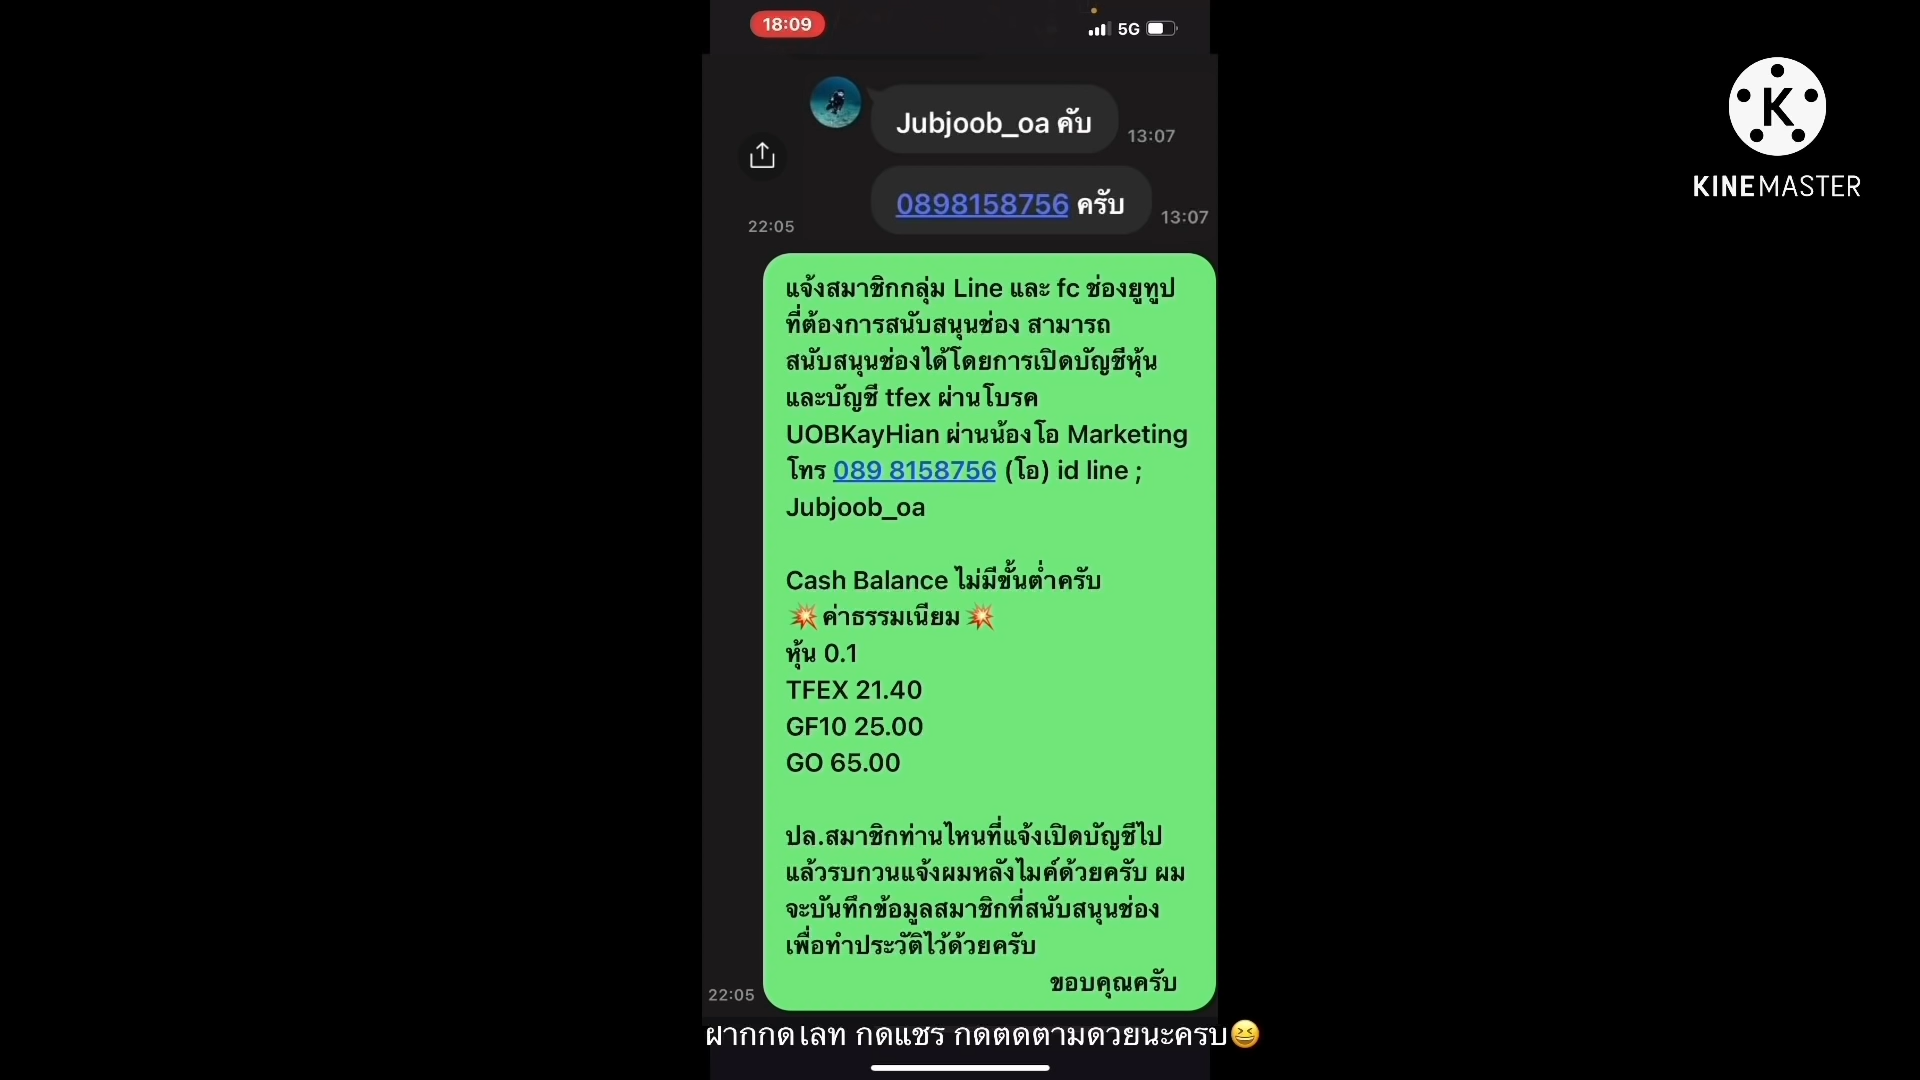 18:09
5G
Jubjoob_oa คับ
13:07
0898158756 ครับ
13:07
22:05
แจ้งสมาชิกกลุ่ม Line และ fc ช่องยูทูป
ที่ต้องการสนับสนุนช่อง สามารถ
สนับสนุนช่องได้โดยการเปิดบัญชีหุ้น
และบัญชี tfex ผ่านโบรค
UOBKayHian ผ่านน้องโอ Marketing
โทร 089 8158756 (โอ) id line ;
Jubjoob_oa
Cash Balance ไม่มีขั้นต่ำครับ
💥ค่าธรรมเนียม💥
หุ้น 0.1
TFEX 21.40
GF10 25.00
GO 65.00
ปล.สมาชิกท่านไหนที่แจ้งเปิดบัญชีไป
แล้วรบกวนแจ้งผมหลังไมค์ด้วยครับ ผม
จะบันทึกข้อมูลสมาชิกที่สนับสนุนช่อง
เพื่อทำประวัติไว้ด้วยครับ
ขอบคุณครับ
22:05
ฝากกดไลท์ กดแชร์ กดติดตามด้วยนะครับ😆
K
KINEMASTER